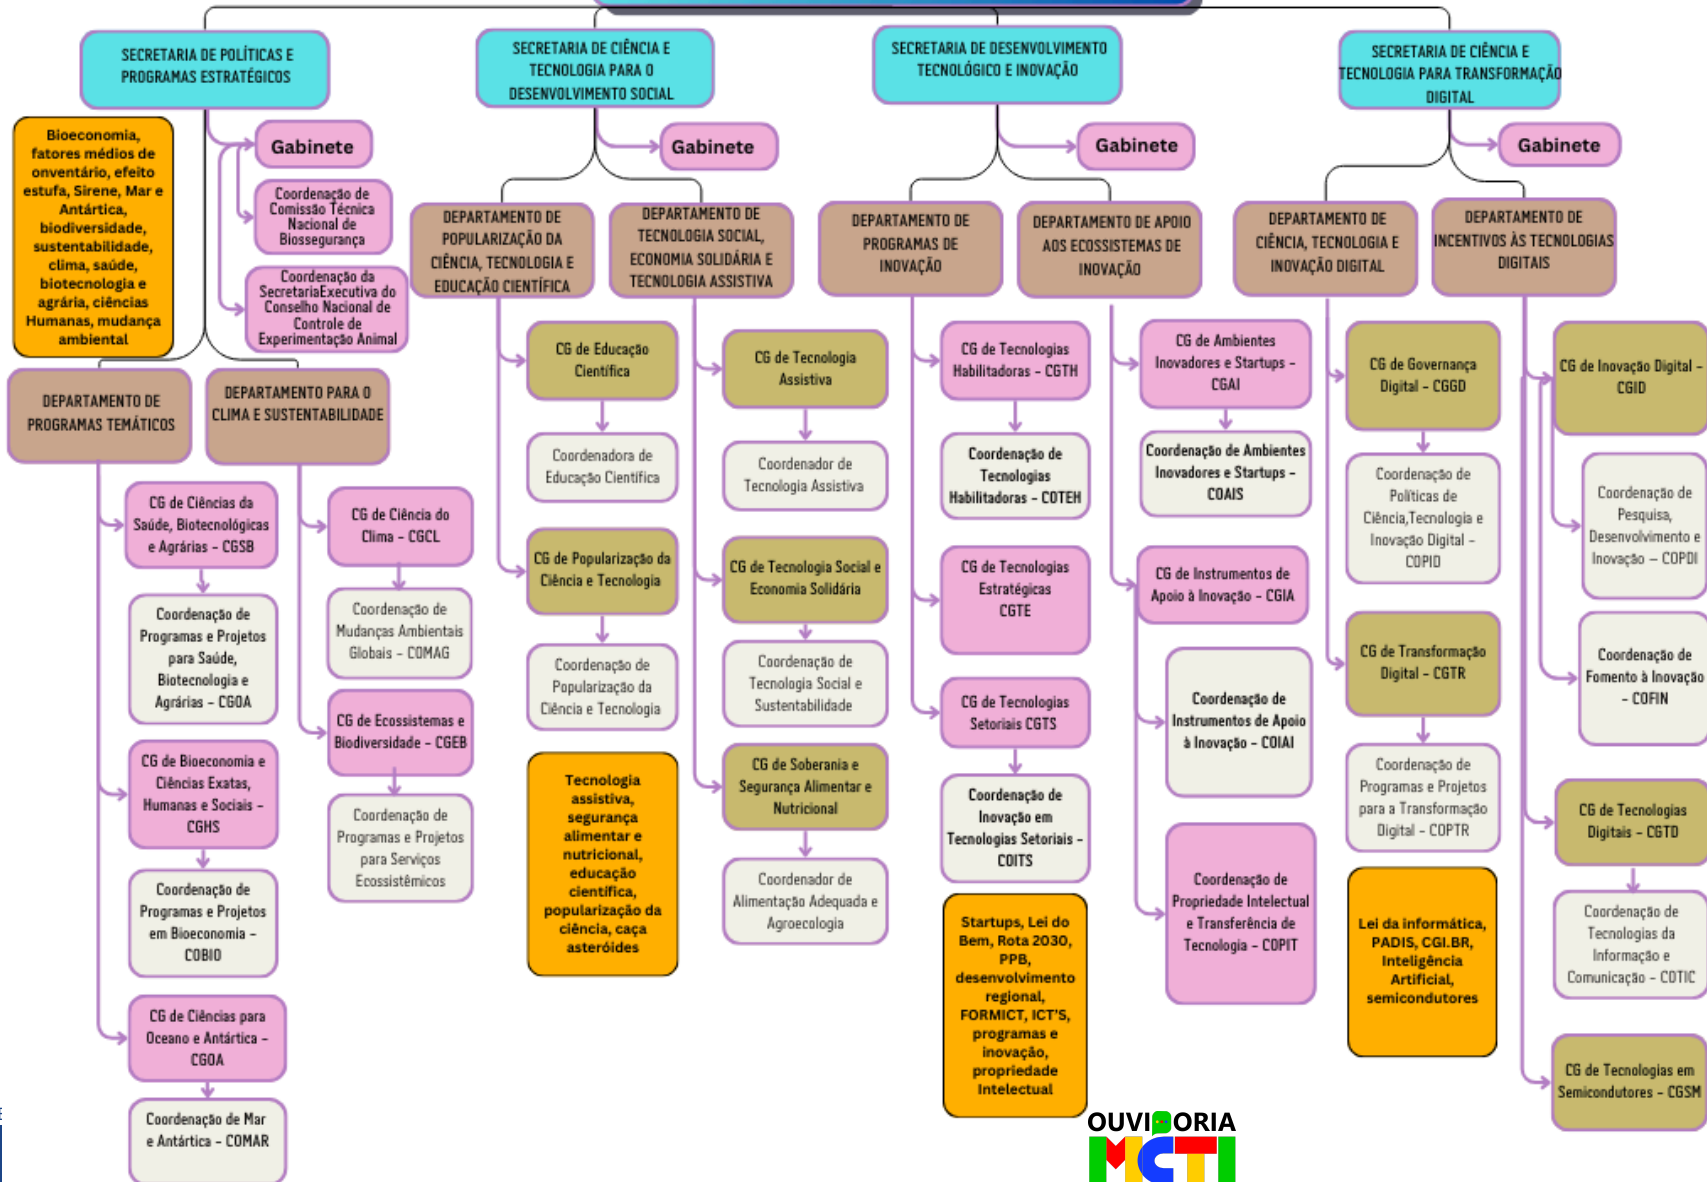 SECRETARIA DE POLÍTICAS E
PROGRAMAS ESTRATÉGICOS
Bioeconomia,
fatores médios de
onventário, efeito
estufa, Sirene, Mar e
Antártica,
biodiversidade,
sustentabilidade,
clima, saúde,
biotecnologia e
agrária, ciências
Humanas, mudança
ambiental
Gabinete
Coordenação de
Comissão Técnica
Nacional de
Biossegurança
Coordenação da
SecretariaExecutiva do
Conselho Nacional de
Controle de
Experimentação Animal
DEPARTAMENTO DE
PROGRAMAS TEMÁTICOS
CG de Ciências da
Saúde, Biotecnológicas
e Agrárias – CGSB
Coordenação de
Programas e Projetos
para Saúde,
Biotecnologia e
Agrárias – CGOA
CG de Bioeconomia e
Ciências Exatas,
Humanas e Sociais –
CGHS
Coordenação de
Programas e Projetos
em Bioeconomia –
COBIO
CG de Ciências para
Oceano e Antártica –
CGOA
Coordenação de Mar
e Antártica – COMAR
DEPARTAMENTO PARA O
CLIMA E SUSTENTABILIDADE
CG de Ciência do
Clima – CGCL
Coordenação de
Mudanças Ambientais
Globais – COMAG
CG de Ecossistemas e
Biodiversidade – CGEB
Coordenação de
Programas e Projetos
para Serviços
Ecossistêmicos
SECRETARIA DE CIÊNCIA E
TECNOLOGIA PARA O
DESENVOLVIMENTO SOCIAL
Gabinete
DEPARTAMENTO DE
POPULARIZAÇÃO DA
CIÊNCIA, TECNOLOGIA E
EDUCAÇÃO CIENTÍFICA
CG de Educação
Científica
Coordenadora de
Educação Científica
CG de Popularização da
Ciência e Tecnologia
Coordenação de
Popularização da
Ciência e Tecnologia
Tecnologia
assistiva,
segurança
alimentar e
nutricional,
educação
científica,
popularização da
ciência, caça
asteróides
DEPARTAMENTO DE
TECNOLOGIA SOCIAL,
ECONOMIA SOLIDÁRIA E
TECNOLOGIA ASSISTIVA
CG de Tecnologia
Assistiva
Coordenador de
Tecnologia Assistiva
CG de Tecnologia Social e
Economia Solidária
Coordenação de
Tecnologia Social e
Sustentabilidade
CG de Soberania e
Segurança Alimentar e
Nutricional
Coordenador de
Alimentação Adequada e
Agroecologia
SECRETARIA DE DESENVOLVIMENTO
TECNOLÓGICO E INOVAÇÃO
Gabinete
DEPARTAMENTO DE
PROGRAMAS DE
INOVAÇÃO
CG de Tecnologias
Habilitadoras – CGTH
Coordenação de
Tecnologias
Habilitadoras – COTEH
CG de Tecnologias
Estratégicas
CGTE
CG de Tecnologias
Setoriais CGTS
Coordenação de
Inovação em
Tecnologias Setoriais –
COITS
Startups, Lei do
Bem, Rota 2030,
PPB,
desenvolvimento
regional,
FORMICT, ICT'S,
programas e
inovação,
propriedade
Intelectual
DEPARTAMENTO DE APOIO
AOS ECOSSISTEMAS DE
INOVAÇÃO
CG de Ambientes
Inovadores e Startups –
CGAI
Coordenação de Ambientes
Inovadores e Startups –
COAIS
CG de Instrumentos de
Apoio à Inovação – CGIA
Coordenação de
Instrumentos de Apoio
à Inovação – COIAI
Coordenação de
Propriedade Intelectual
e Transferência de
Tecnologia – COPIT
SECRETARIA DE CIÊNCIA E
TECNOLOGIA PARA TRANSFORMAÇÃO
DIGITAL
Gabinete
DEPARTAMENTO DE
CIÊNCIA, TECNOLOGIA E
INOVAÇÃO DIGITAL
CG de Governança
Digital – CGGD
Coordenação de
Políticas de
Ciência,Tecnologia e
Inovação Digital –
COPID
CG de Transformação
Digital – CGTR
Coordenação de
Programas e Projetos
para a Transformação
Digital – COPTR
Lei da informática,
PADIS, CGI.BR,
Inteligência
Artificial,
semicondutores
DEPARTAMENTO DE
INCENTIVOS ÀS TECNOLOGIAS
DIGITAIS
CG de Inovação Digital –
CGID
Coordenação de
Pesquisa,
Desenvolvimento e
Inovação – COPDI
Coordenação de
Fomento à Inovação
– COFIN
CG de Tecnologias
Digitais – CGTD
Coordenação de
Tecnologias da
Informação e
Comunicação – COTIC
CG de Tecnologias em
Semicondutores – CGSM
OUVIDORIA
MCTI